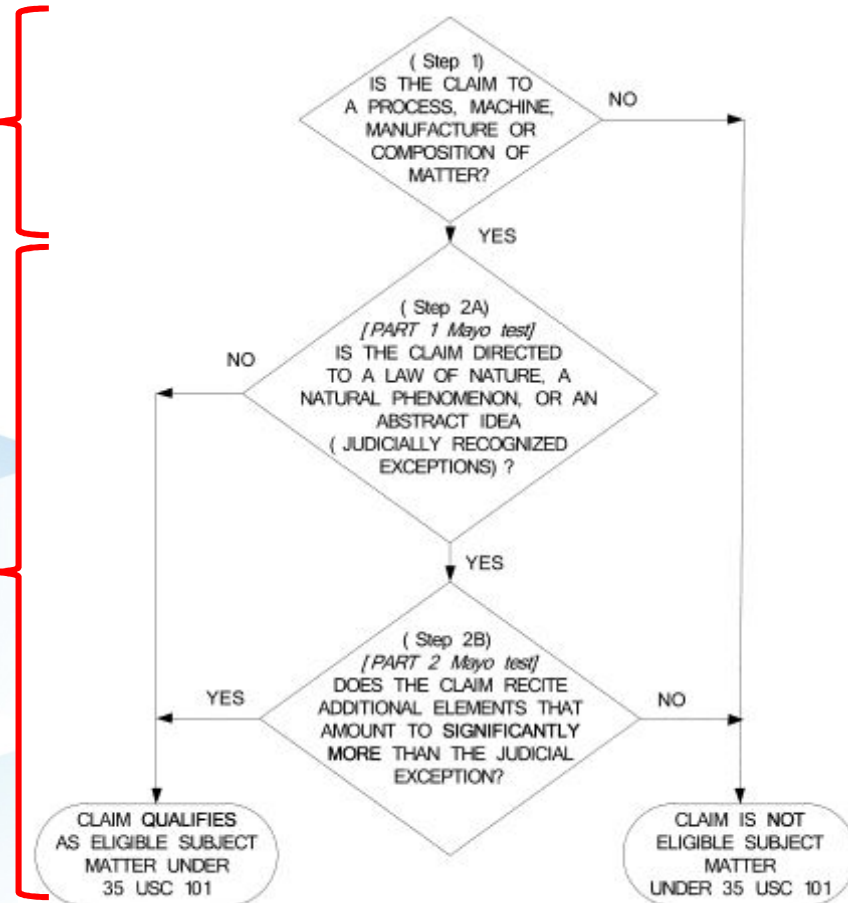 ( Step 1)
IS THE CLAIM TO
A PROCESS, MACHINE,
MANUFACTURE OR
COMPOSITION OF
MATTER?
NO
YES
( Step 2A)
[PART 1 Mayo test]
IS THE CLAIM DIRECTED
TO A LAW OF NATURE, A
NATURAL PHENOMENON, OR AN
ABSTRACT IDEA
( JUDICIALLY RECOGNIZED
EXCEPTIONS) ?
NO
YES
( Step 2B)
[PART 2 Mayo test]
DOES THE CLAIM RECITE
ADDITIONAL ELEMENTS THAT
AMOUNT TO SIGNIFICANTLY
MORE THAN THE JUDICIAL
EXCEPTION?
YES
NO
CLAIM QUALIFIES
AS ELIGIBLE SUBJECT
MATTER UNDER
35 USC 101
CLAIM IS NOT
ELIGIBLE SUBJECT
MATTER
UNDER 35 USC 101